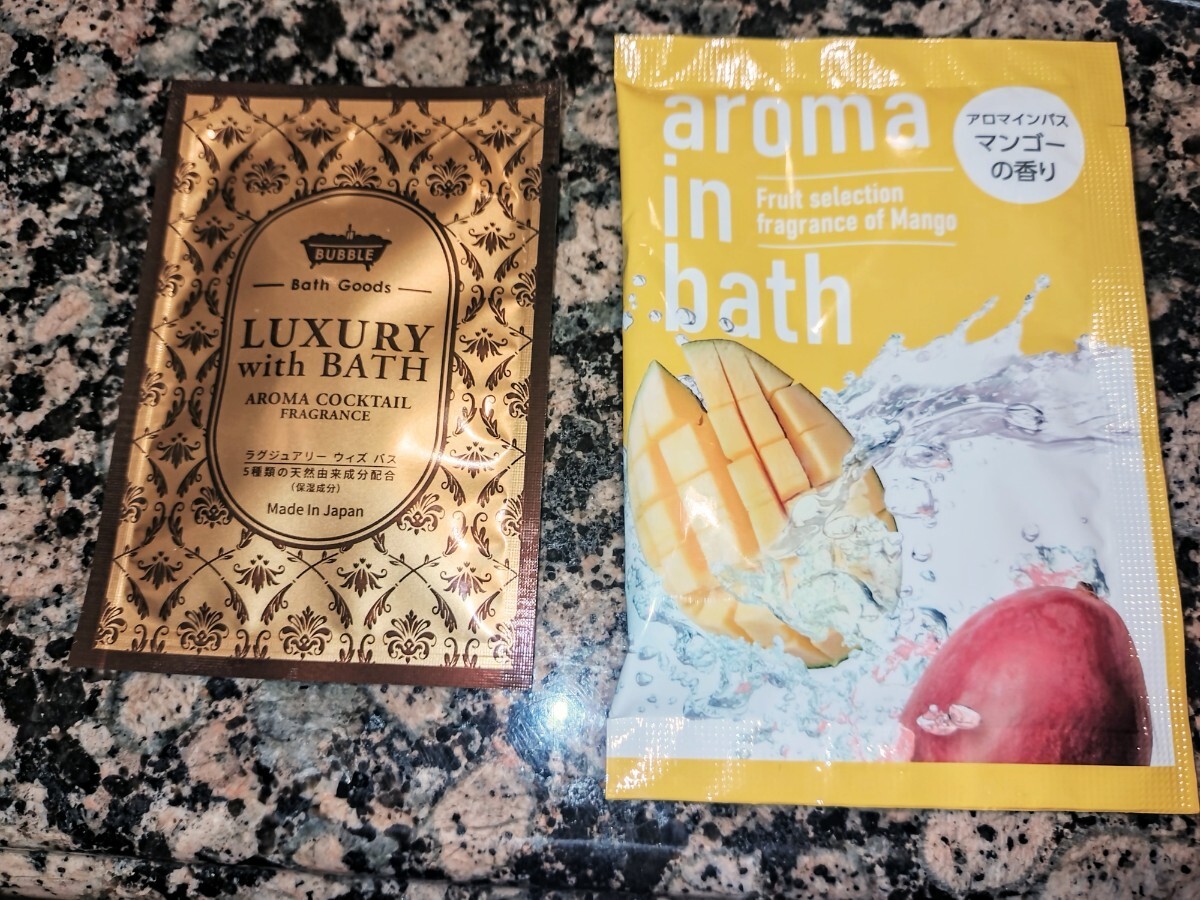 BUBBLE
Bath Goods
LUXURY
with BATH
AROMA COCKTAIL
FRAGRANCE
ラグジュアリー ウィズ バス
5種類の天然由来成分配合
(保湿成分)
Made In Japan
aroma
in
bath
Fruit selection
fragrance of Mango
アロマインバス
マンゴー
の香り